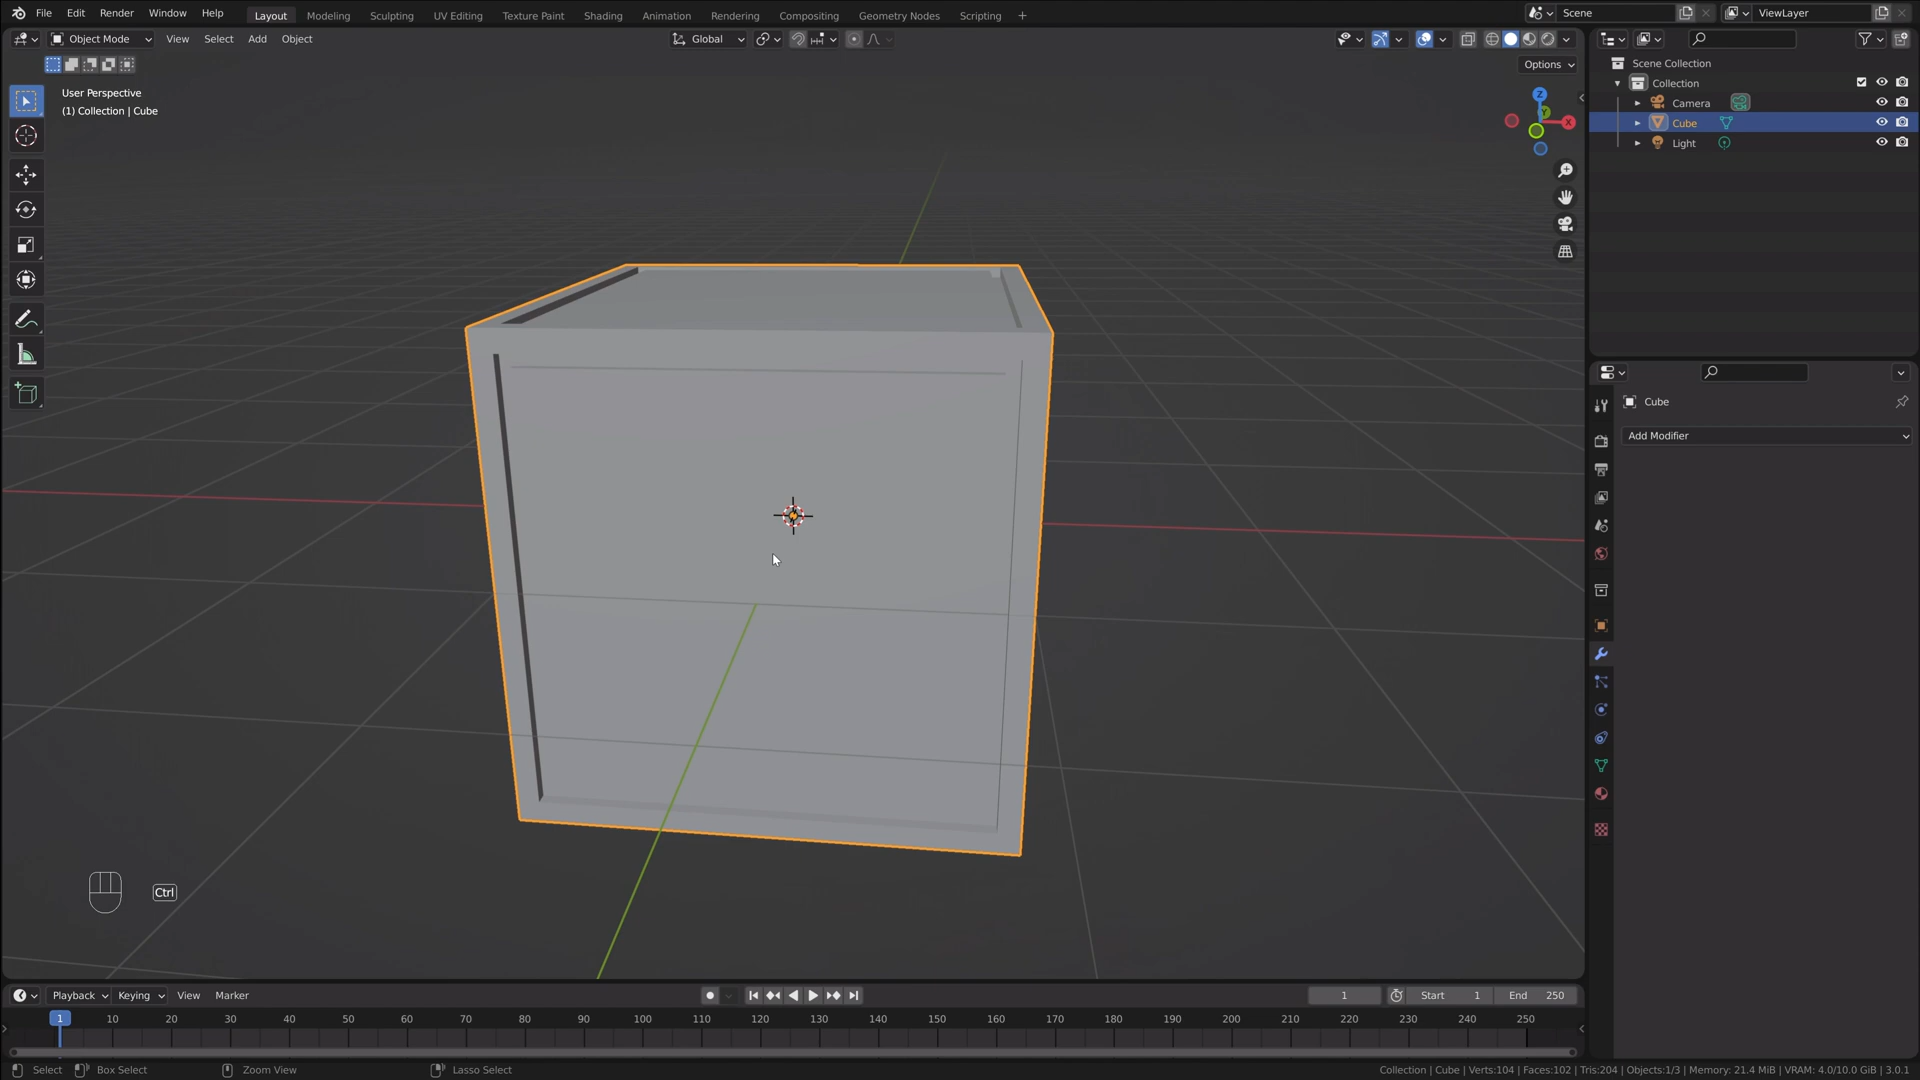 File Edit Render Window Help Layout Modeling Sculpting UV Editing Texture Paint Shading Animation Rendering Compositing Geometry Nodes Scripting + Scene ViewLayer
Object Mode View Select Add Object Global
Options
User Perspective
(1) Collection | Cube
Z
Y
X
Scene Collection
Collection
Camera
Cube
Light
Cube
Add Modifier
Ctrl
Playback Keying View Marker 1 Start 1 End 250
1 10 20 30 40 50 60 70 80 90 100 110 120 130 140 150 160 170 180 190 200 210 220 230 240 250
Select Box Select Zoom View Lasso Select Collection | Cube | Verts:104 | Faces:102 | Tris:204 | Objects:1/3 | Memory: 21.4 MiB | VRAM: 4.0/10.0 GiB | 3.0.1